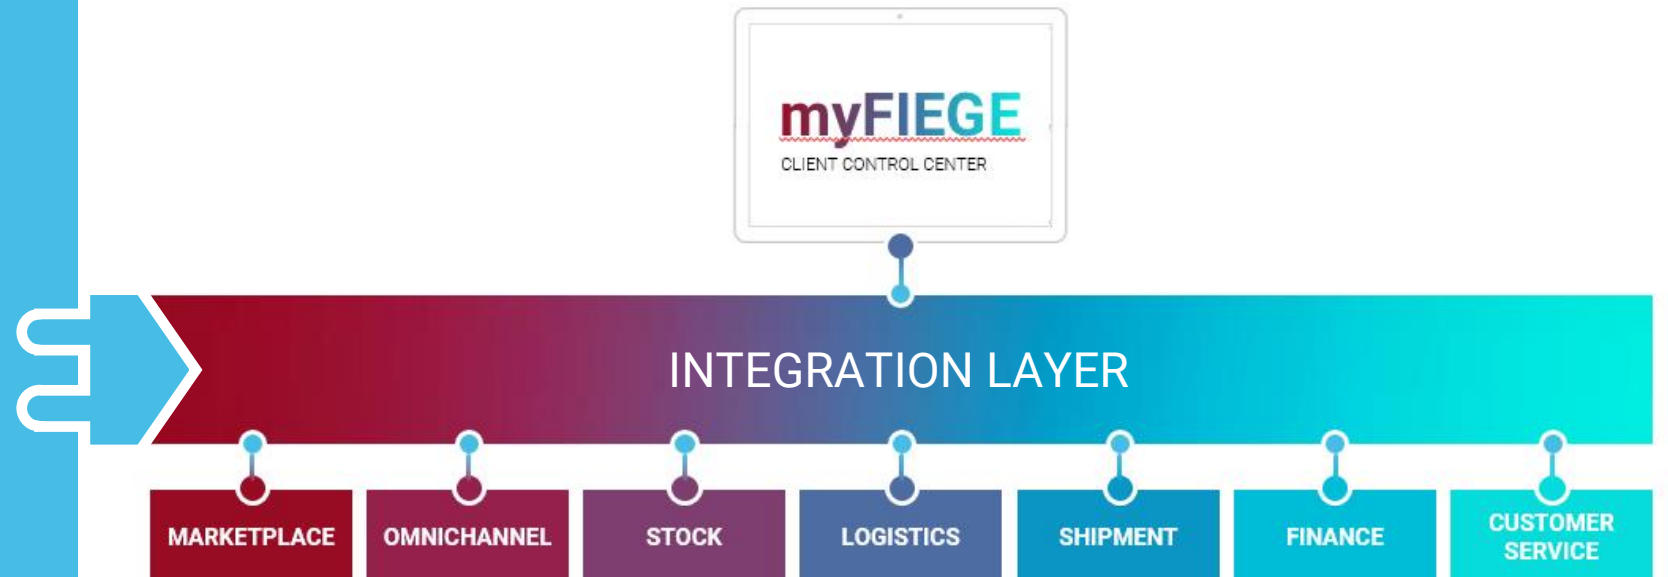 myFIEGE
CLIENT CONTROL CENTER
INTEGRATION LAYER
MARKETPLACE
OMNICHANNEL
STOCK
LOGISTICS
SHIPMENT
FINANCE
CUSTOMER
SERVICE